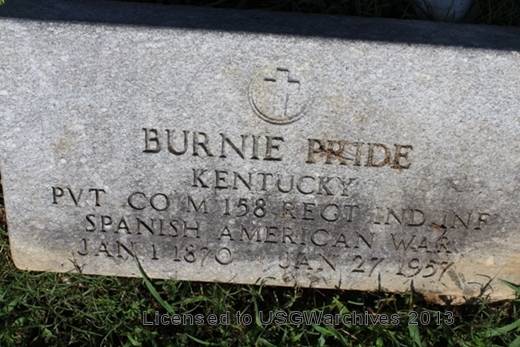 BURNIE PRIDE
KENTUCKY
PVT CO M 158 REGT IND INF
SPANISH AMERICAN WAR
JAN 1 1870 JAN 27 1957
Licensed to USGWarchives 2013